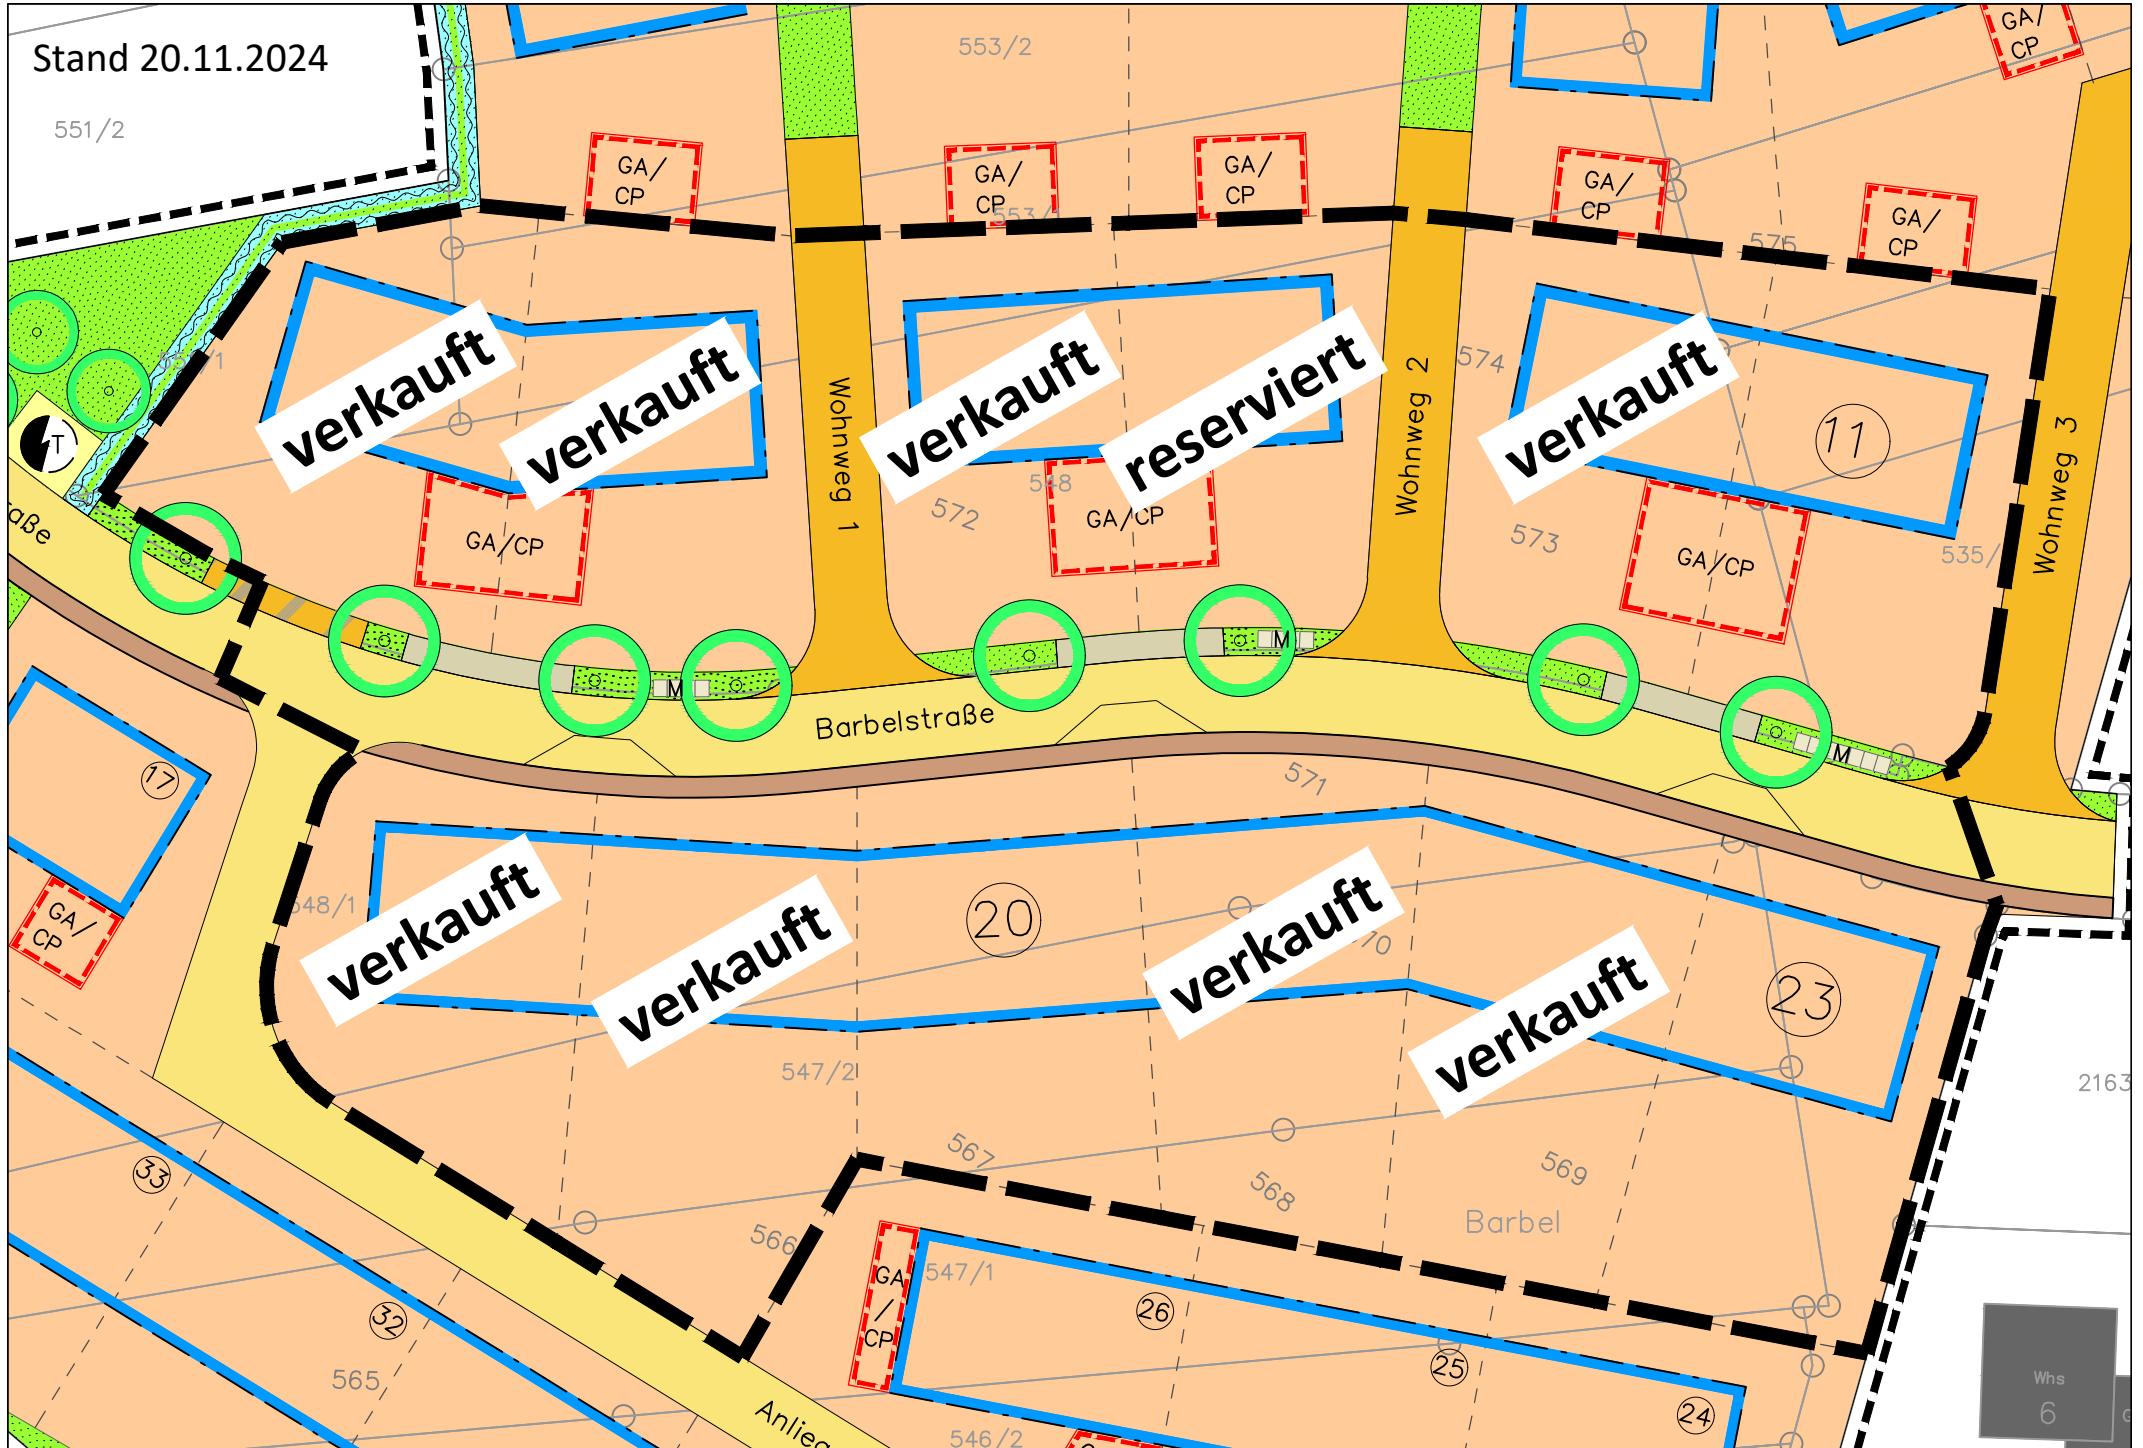 Stand 20.11.2024
551/2
553/2
GA/
CP
GA/
CP
GA/
CP
GA/
CP
GA/
CP
GA/
CP
575
verkauft
verkauft
verkauft
reserviert
verkauft
574
11
Wohnweg 1
Wohnweg 2
Wohnweg 3
548
572
573
535/
GA/CP
GA/CP
GA/CP
T
aße
M
M
M
Barbelstraße
17
571
GA/
CP
548/1
verkauft
verkauft
verkauft
verkauft
20
23
547/2
2163
567
568
569
566
Barbel
33
32
565
GA
/
CP
547/1
26
25
24
Whs
6
Anlieg
546/2